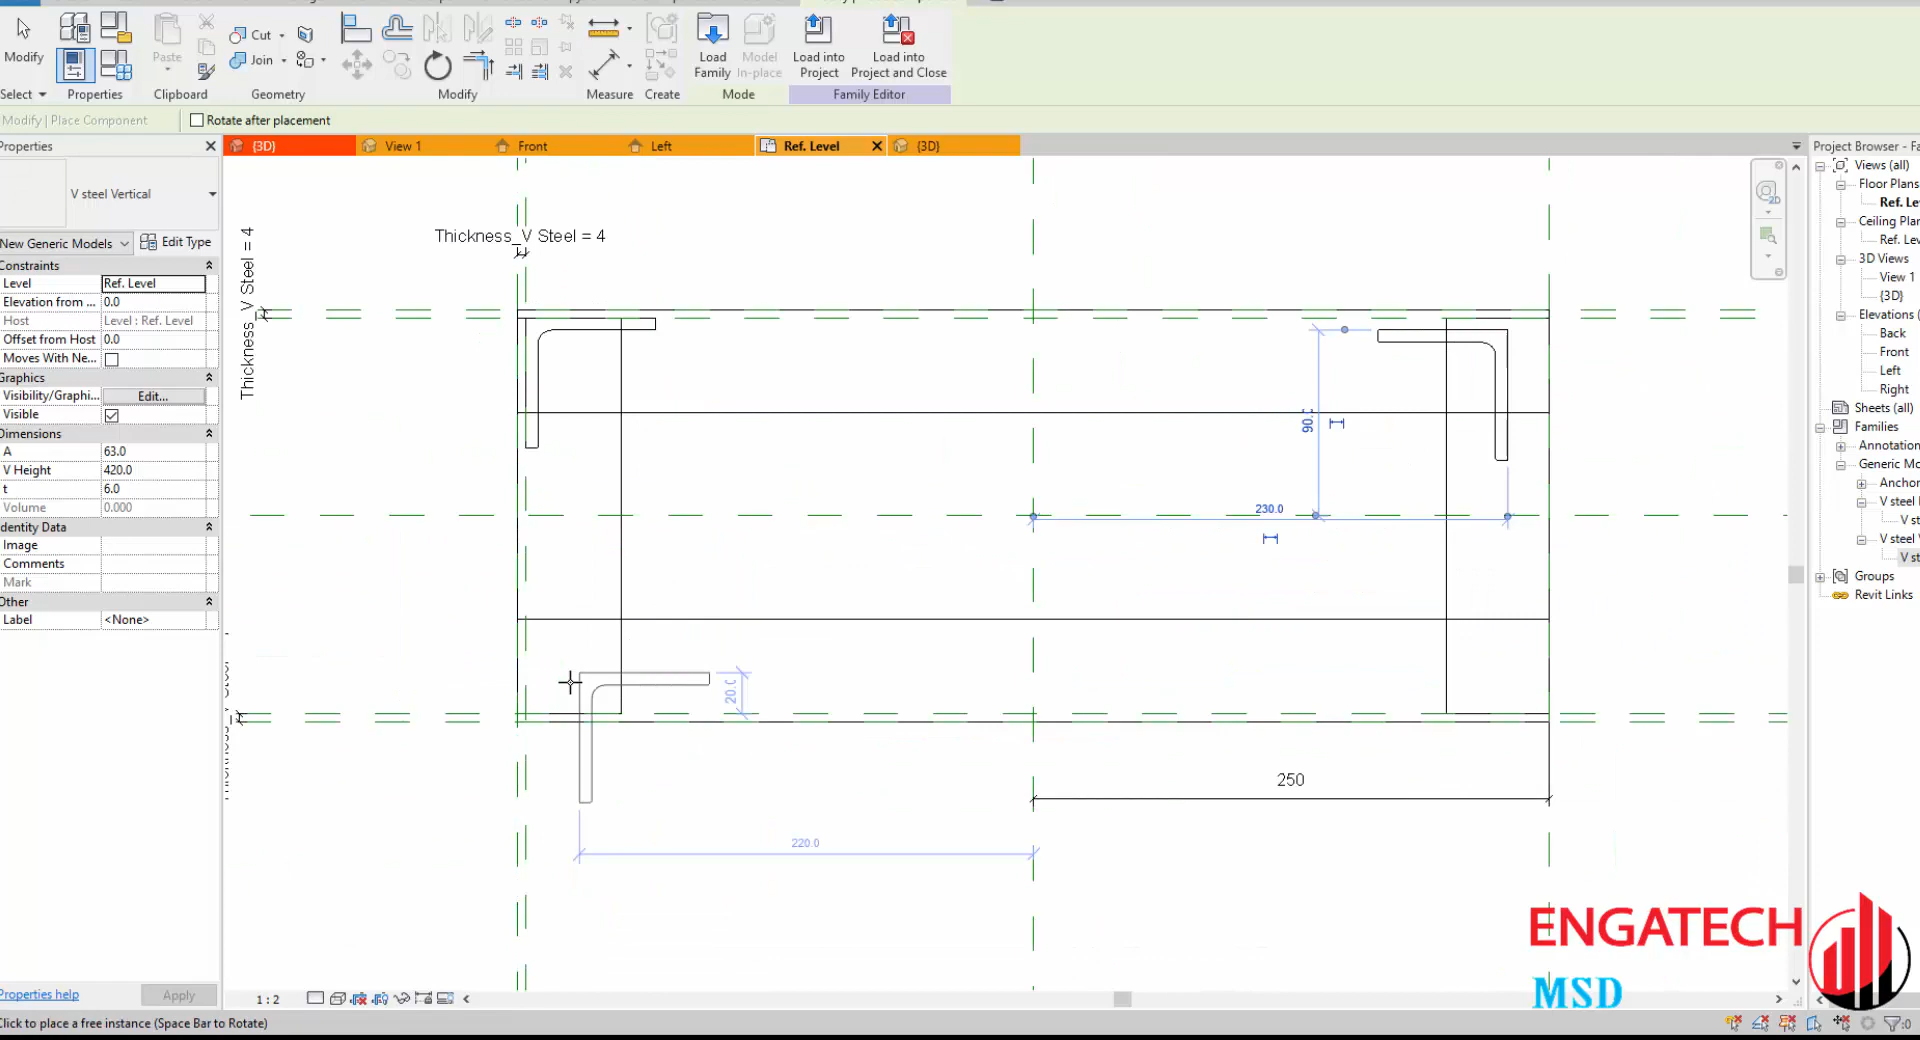 Modify
Select
Properties
Paste
Clipboard
Cut
Join
Geometry
Modify
Measure
Create
Load
Family
Model
In-place
Mode
Load into
Project
Load into
Project and Close
Family Editor
Modify | Place Component
Rotate after placement
Properties
{3D}
View 1
Front
Left
Ref. Level
{3D}
V steel Vertical
New Generic Models
Edit Type
Constraints
Level
Ref. Level
Elevation from ...
0.0
Host
Level : Ref. Level
Offset from Host
0.0
Moves With Ne...
Graphics
Visibility/Graphi...
Edit...
Visible
Dimensions
A
63.0
V Height
420.0
t
6.0
Volume
0.000
Identity Data
Image
Comments
Mark
Other
Label
<None>
Properties help
Apply
Thickness_V Steel = 4
Thickness_V Steel = 4
230.0
20.0
220.0
250
1 : 2
Project Browser - Fa
Views (all)
Floor Plans
Ref. Le
Ceiling Pla
Ref. Lev
3D Views
View 1
{3D}
Elevations (
Back
Front
Left
Right
Sheets (all)
Families
Annotation
Generic Mo
Anchor
V steel
V st
V steel
V st
Groups
Revit Links
ENGATECH
MSD
Click to place a free instance (Space Bar to Rotate)
:0